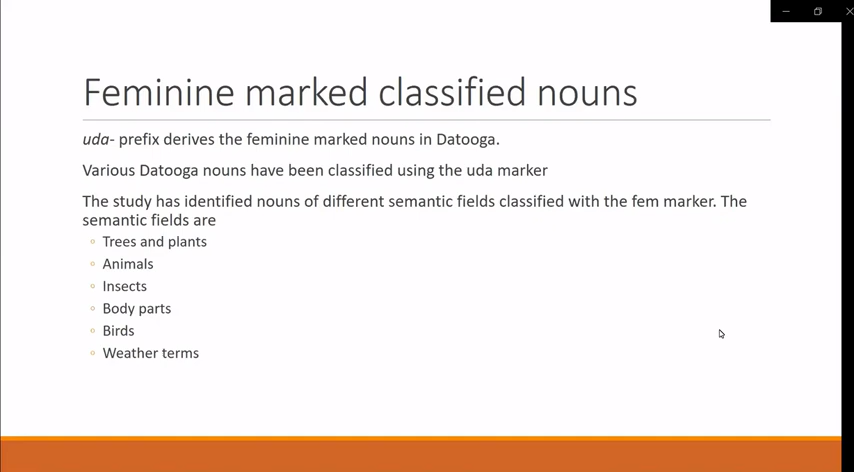 Feminine marked classified nouns
uda- prefix derives the feminine marked nouns in Datooga.
Various Datooga nouns have been classified using the uda marker
The study has identified nouns of different semantic fields classified with the fem marker. The
semantic fields are
Trees and plants
Animals
Insects
Body parts
Birds
Weather terms